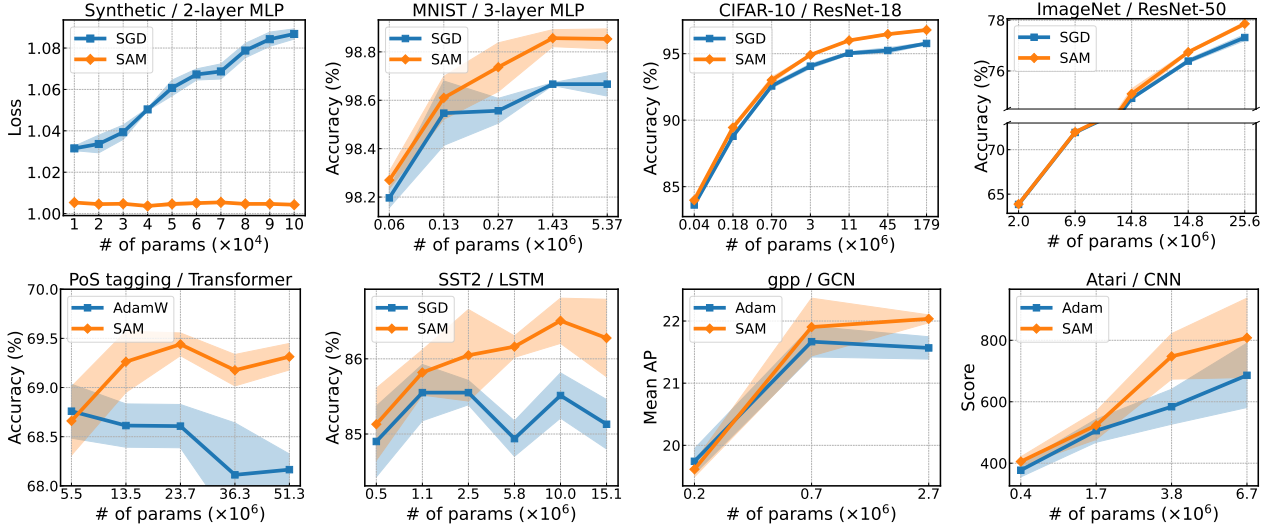 Synthetic / 2-layer MLP
Loss
1.08
1.06
1.04
1.02
1.00
SGD
SAM
1 2 3 4 5 6 7 8 9 10
# of params (×10⁴)
MNIST / 3-layer MLP
Accuracy (%)
98.8
98.6
98.4
98.2
SGD
SAM
0.06 0.13 0.27 1.43 5.37
# of params (×10⁶)
CIFAR-10 / ResNet-18
Accuracy (%)
95
90
85
SGD
SAM
0.04 0.18 0.70 3 11 45 179
# of params (×10⁶)
ImageNet / ResNet-50
Accuracy (%)
78
76
70
65
SGD
SAM
2.0 6.9 14.8 14.8 25.6
# of params (×10⁶)
PoS tagging / Transformer
Accuracy (%)
70.0
69.5
69.0
68.5
68.0
AdamW
SAM
5.5 13.5 23.7 36.3 51.3
# of params (×10⁶)
SST2 / LSTM
Accuracy (%)
86
85
SGD
SAM
0.5 1.1 2.5 5.8 10.0 15.1
# of params (×10⁶)
gpp / GCN
Mean AP
22
21
20
Adam
SAM
0.2 0.7 2.7
# of params (×10⁶)
Atari / CNN
Score
800
600
400
Adam
SAM
0.4 1.7 3.8 6.7
# of params (×10⁶)